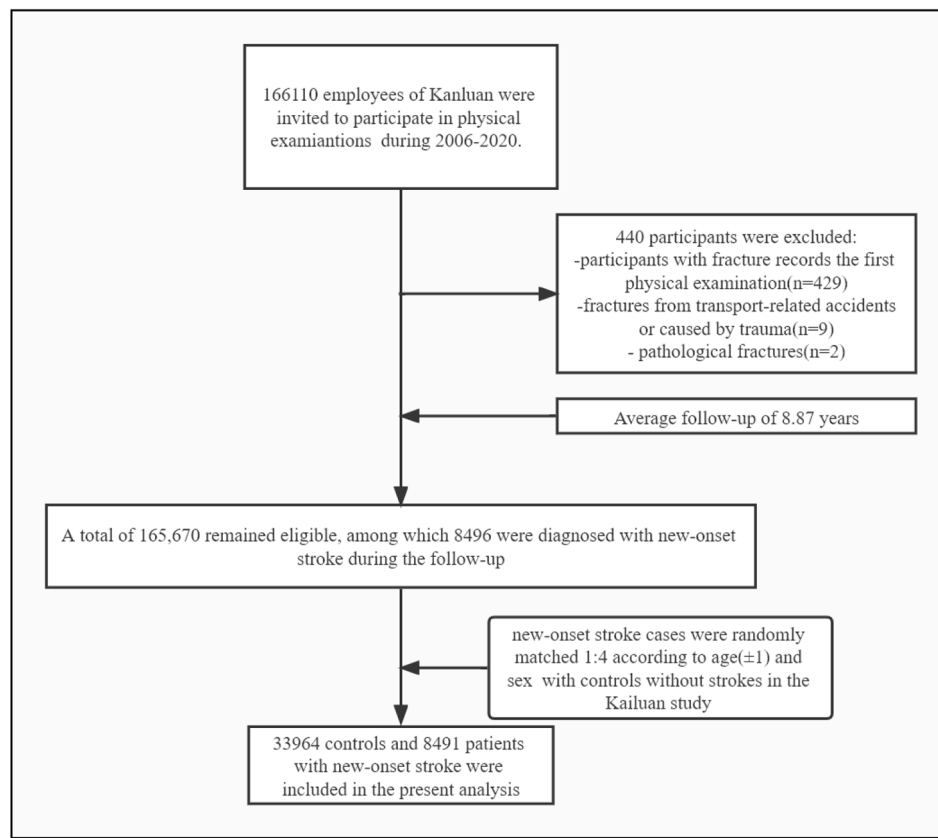 166110 employees of Kanluan were
invited to participate in physical
examiantions during 2006-2020.
440 participants were excluded:
-participants with fracture records the first
physical examination(n=429)
-fractures from transport-related accidents
or caused by trauma(n=9)
- pathological fractures(n=2)
Average follow-up of 8.87 years
A total of 165,670 remained eligible, among which 8496 were diagnosed with new-onset
stroke during the follow-up
new-onset stroke cases were randomly
matched 1:4 according to age(±1) and
sex with controls without strokes in the
Kailuan study
33964 controls and 8491 patients
with new-onset stroke were
included in the present analysis